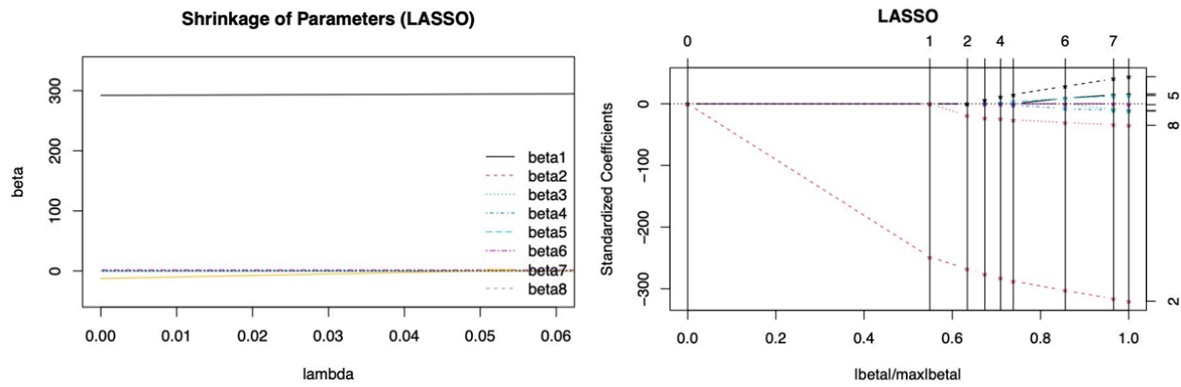 Shrinkage of Parameters (LASSO)
beta
300
200
100
0
beta1
beta2
beta3
beta4
beta5
beta6
beta7
beta8
0.00 0.01 0.02 0.03 0.04 0.05 0.06
lambda
LASSO
0 1 2 4 6 7
Standardized Coefficients
0
−100
−200
−300
5
8
2
0.0 0.2 0.4 0.6 0.8 1.0
|beta|/max|beta|